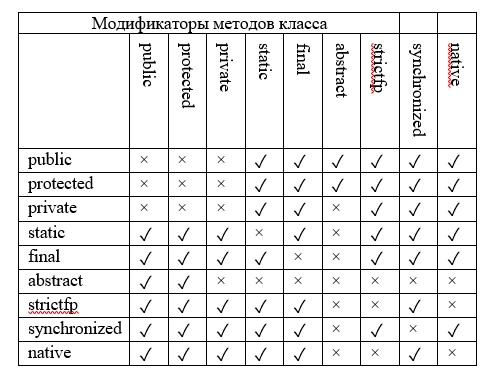 Модификаторы методов класса
public protected private static final abstract strictfp synchronized native
public × × × ✓ ✓ ✓ ✓ ✓ ✓
protected × × × ✓ ✓ ✓ ✓ ✓ ✓
private × × × ✓ ✓ × ✓ ✓ ✓
static ✓ ✓ ✓ × ✓ × ✓ ✓ ✓
final ✓ ✓ ✓ ✓ × × ✓ ✓ ✓
abstract ✓ ✓ × × × × × × ×
strictfp ✓ ✓ ✓ ✓ ✓ × × ✓ ×
synchronized ✓ ✓ ✓ ✓ ✓ × ✓ × ✓
native ✓ ✓ ✓ ✓ ✓ × × ✓ ×